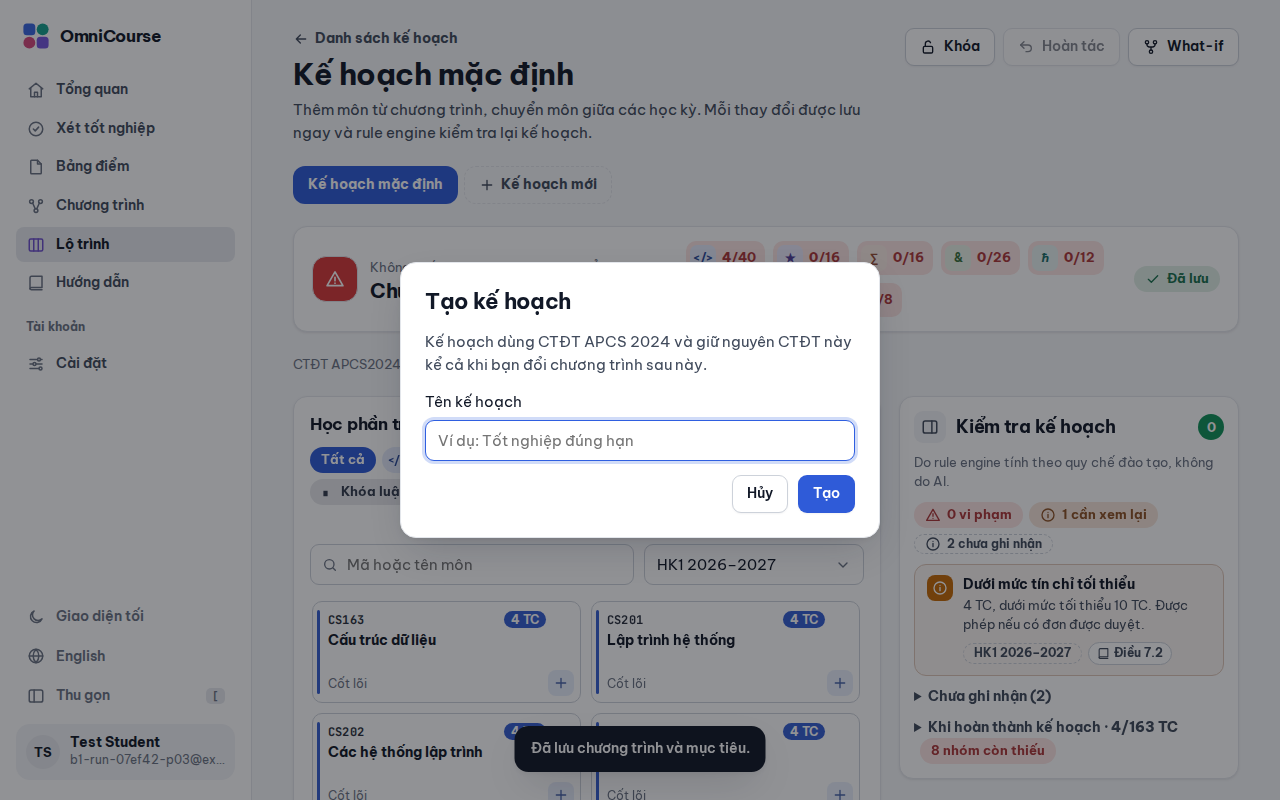 OmniCourse
Tổng quan
Xét tốt nghiệp
Bảng điểm
Chương trình
Lộ trình
Hướng dẫn
Tài khoản
Cài đặt
Giao diện tối
English
Thu gọn
[
TS
Test Student
b1-run-07ef42-p03@ex...
Danh sách kế hoạch
Kế hoạch mặc định
Thêm môn từ chương trình, chuyển môn giữa các học kỳ. Mỗi thay đổi được lưu
ngay và rule engine kiểm tra lại kế hoạch.
Khóa
Hoàn tác
What-if
Kế hoạch mặc định
Kế hoạch mới
</> 4/40
★ 0/16
∑ 0/16
& 0/26
ħ 0/12
/8
Đã lưu
CTĐT APCS2024
Tạo kế hoạch
Kế hoạch dùng CTĐT APCS 2024 và giữ nguyên CTĐT này
kể cả khi bạn đổi chương trình sau này.
Tên kế hoạch
Ví dụ: Tốt nghiệp đúng hạn
Hủy
Tạo
Học phần
Tất cả
Mã hoặc tên môn
HK1 2026–2027
CS163
4 TC
Cấu trúc dữ liệu
Cốt lõi
CS201
4 TC
Lập trình hệ thống
Cốt lõi
CS202
Các hệ thống lập trình
Cốt lõi
4 TC
Cốt lõi
Đã lưu chương trình và mục tiêu.
Kiểm tra kế hoạch
0
Do rule engine tính theo quy chế đào tạo, không
do AI.
0 vi phạm
1 cần xem lại
2 chưa ghi nhận
Dưới mức tín chỉ tối thiểu
4 TC, dưới mức tối thiểu 10 TC. Được
phép nếu có đơn được duyệt.
HK1 2026–2027
Điều 7.2
Chưa ghi nhận (2)
Khi hoàn thành kế hoạch · 4/163 TC
8 nhóm còn thiếu